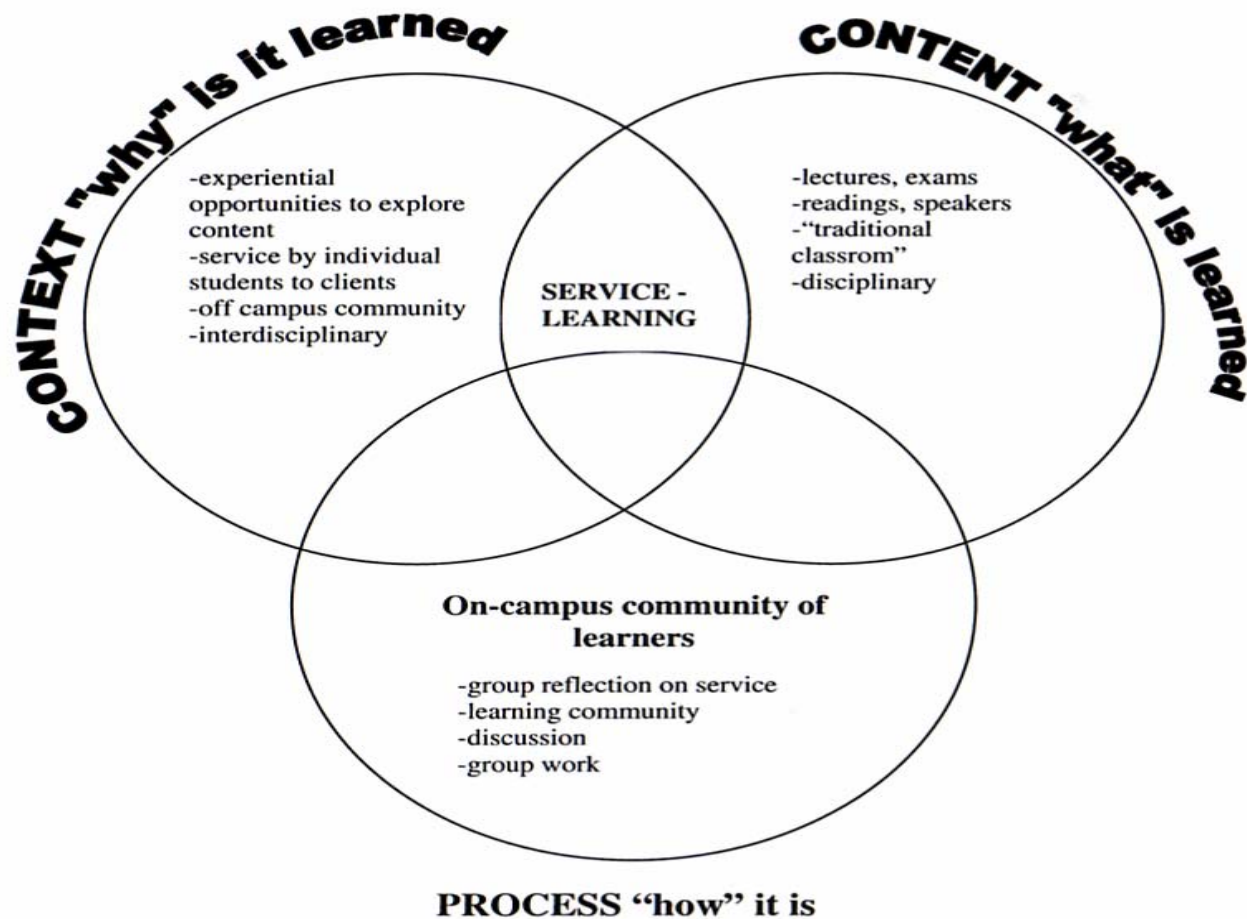 CONTEXT "why" is it learned
CONTENT "what" is learned
-experiential
opportunities to explore
content
-service by individual
students to clients
-off campus community
-interdisciplinary
SERVICE -
LEARNING
-lectures, exams
-readings, speakers
-“traditional
classrom”
-disciplinary
On-campus community of
learners
-group reflection on service
-learning community
-discussion
-group work
PROCESS “how” it is